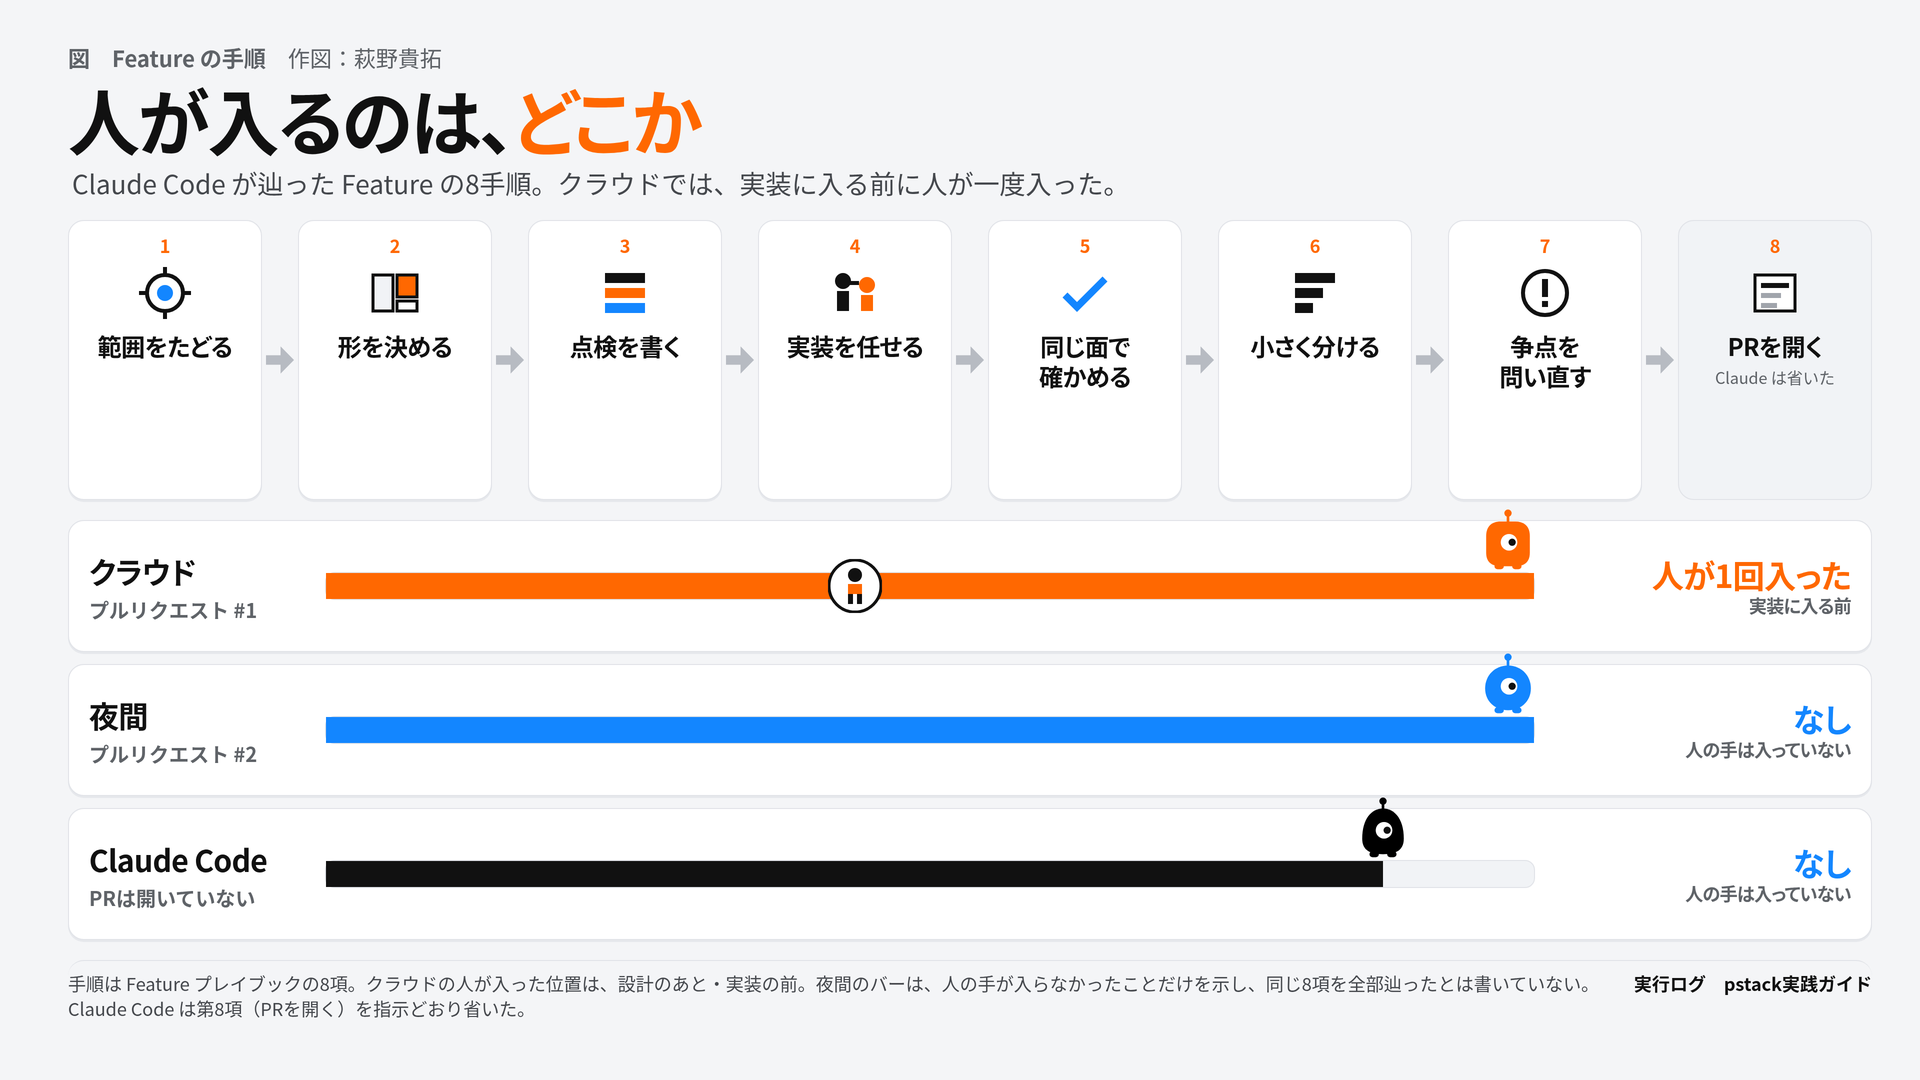 図 Feature の手順 作図：萩野貴拓
人が入るのは、どこか
Claude Code が辿った Feature の8手順。クラウドでは、実装に入る前に人が一度入った。
1
範囲をたどる
2
形を決める
3
点検を書く
4
実装を任せる
5
同じ面で
確かめる
6
小さく分ける
7
争点を
問い直す
8
PRを開く
Claude は省いた
クラウド
プルリクエスト #1
人が1回入った
実装に入る前
夜間
プルリクエスト #2
なし
人の手は入っていない
Claude Code
PRは開いていない
なし
人の手は入っていない
手順は Feature プレイブックの8項。クラウドの人が入った位置は、設計のあと・実装の前。夜間のバーは、人の手が入らなかったことだけを示し、同じ8項を全部辿ったとは書いていない。
Claude Code は第8項（PRを開く）を指示どおり省いた。
実行ログ pstack実践ガイド